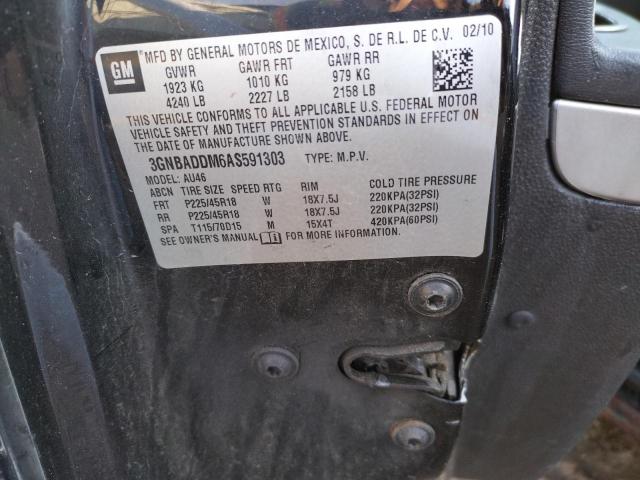 GM
MFD BY GENERAL MOTORS DE MEXICO, S. DE R.L. DE C.V. 02/10
GVWR GAWR FRT GAWR RR
1923 KG 1010 KG 979 KG
4240 LB 2227 LB 2158 LB
THIS VEHICLE CONFORMS TO ALL APPLICABLE U.S. FEDERAL MOTOR
VEHICLE SAFETY AND THEFT PREVENTION STANDARDS IN EFFECT ON
THE DATE OF MANUFACTURE SHOWN ABOVE.
3GNBADDM6AS591303 TYPE: M.P.V.
MODEL: AU46
TIRE SIZE SPEED RTG RIM COLD TIRE PRESSURE
FRT P225/45R18 W 18X7.5J 220KPA(32PSI)
RR P225/45R18 W 18X7.5J 220KPA(32PSI)
SPA T115/70D15 M 15X4T 420KPA(60PSI)
SEE OWNER'S MANUAL FOR MORE INFORMATION.